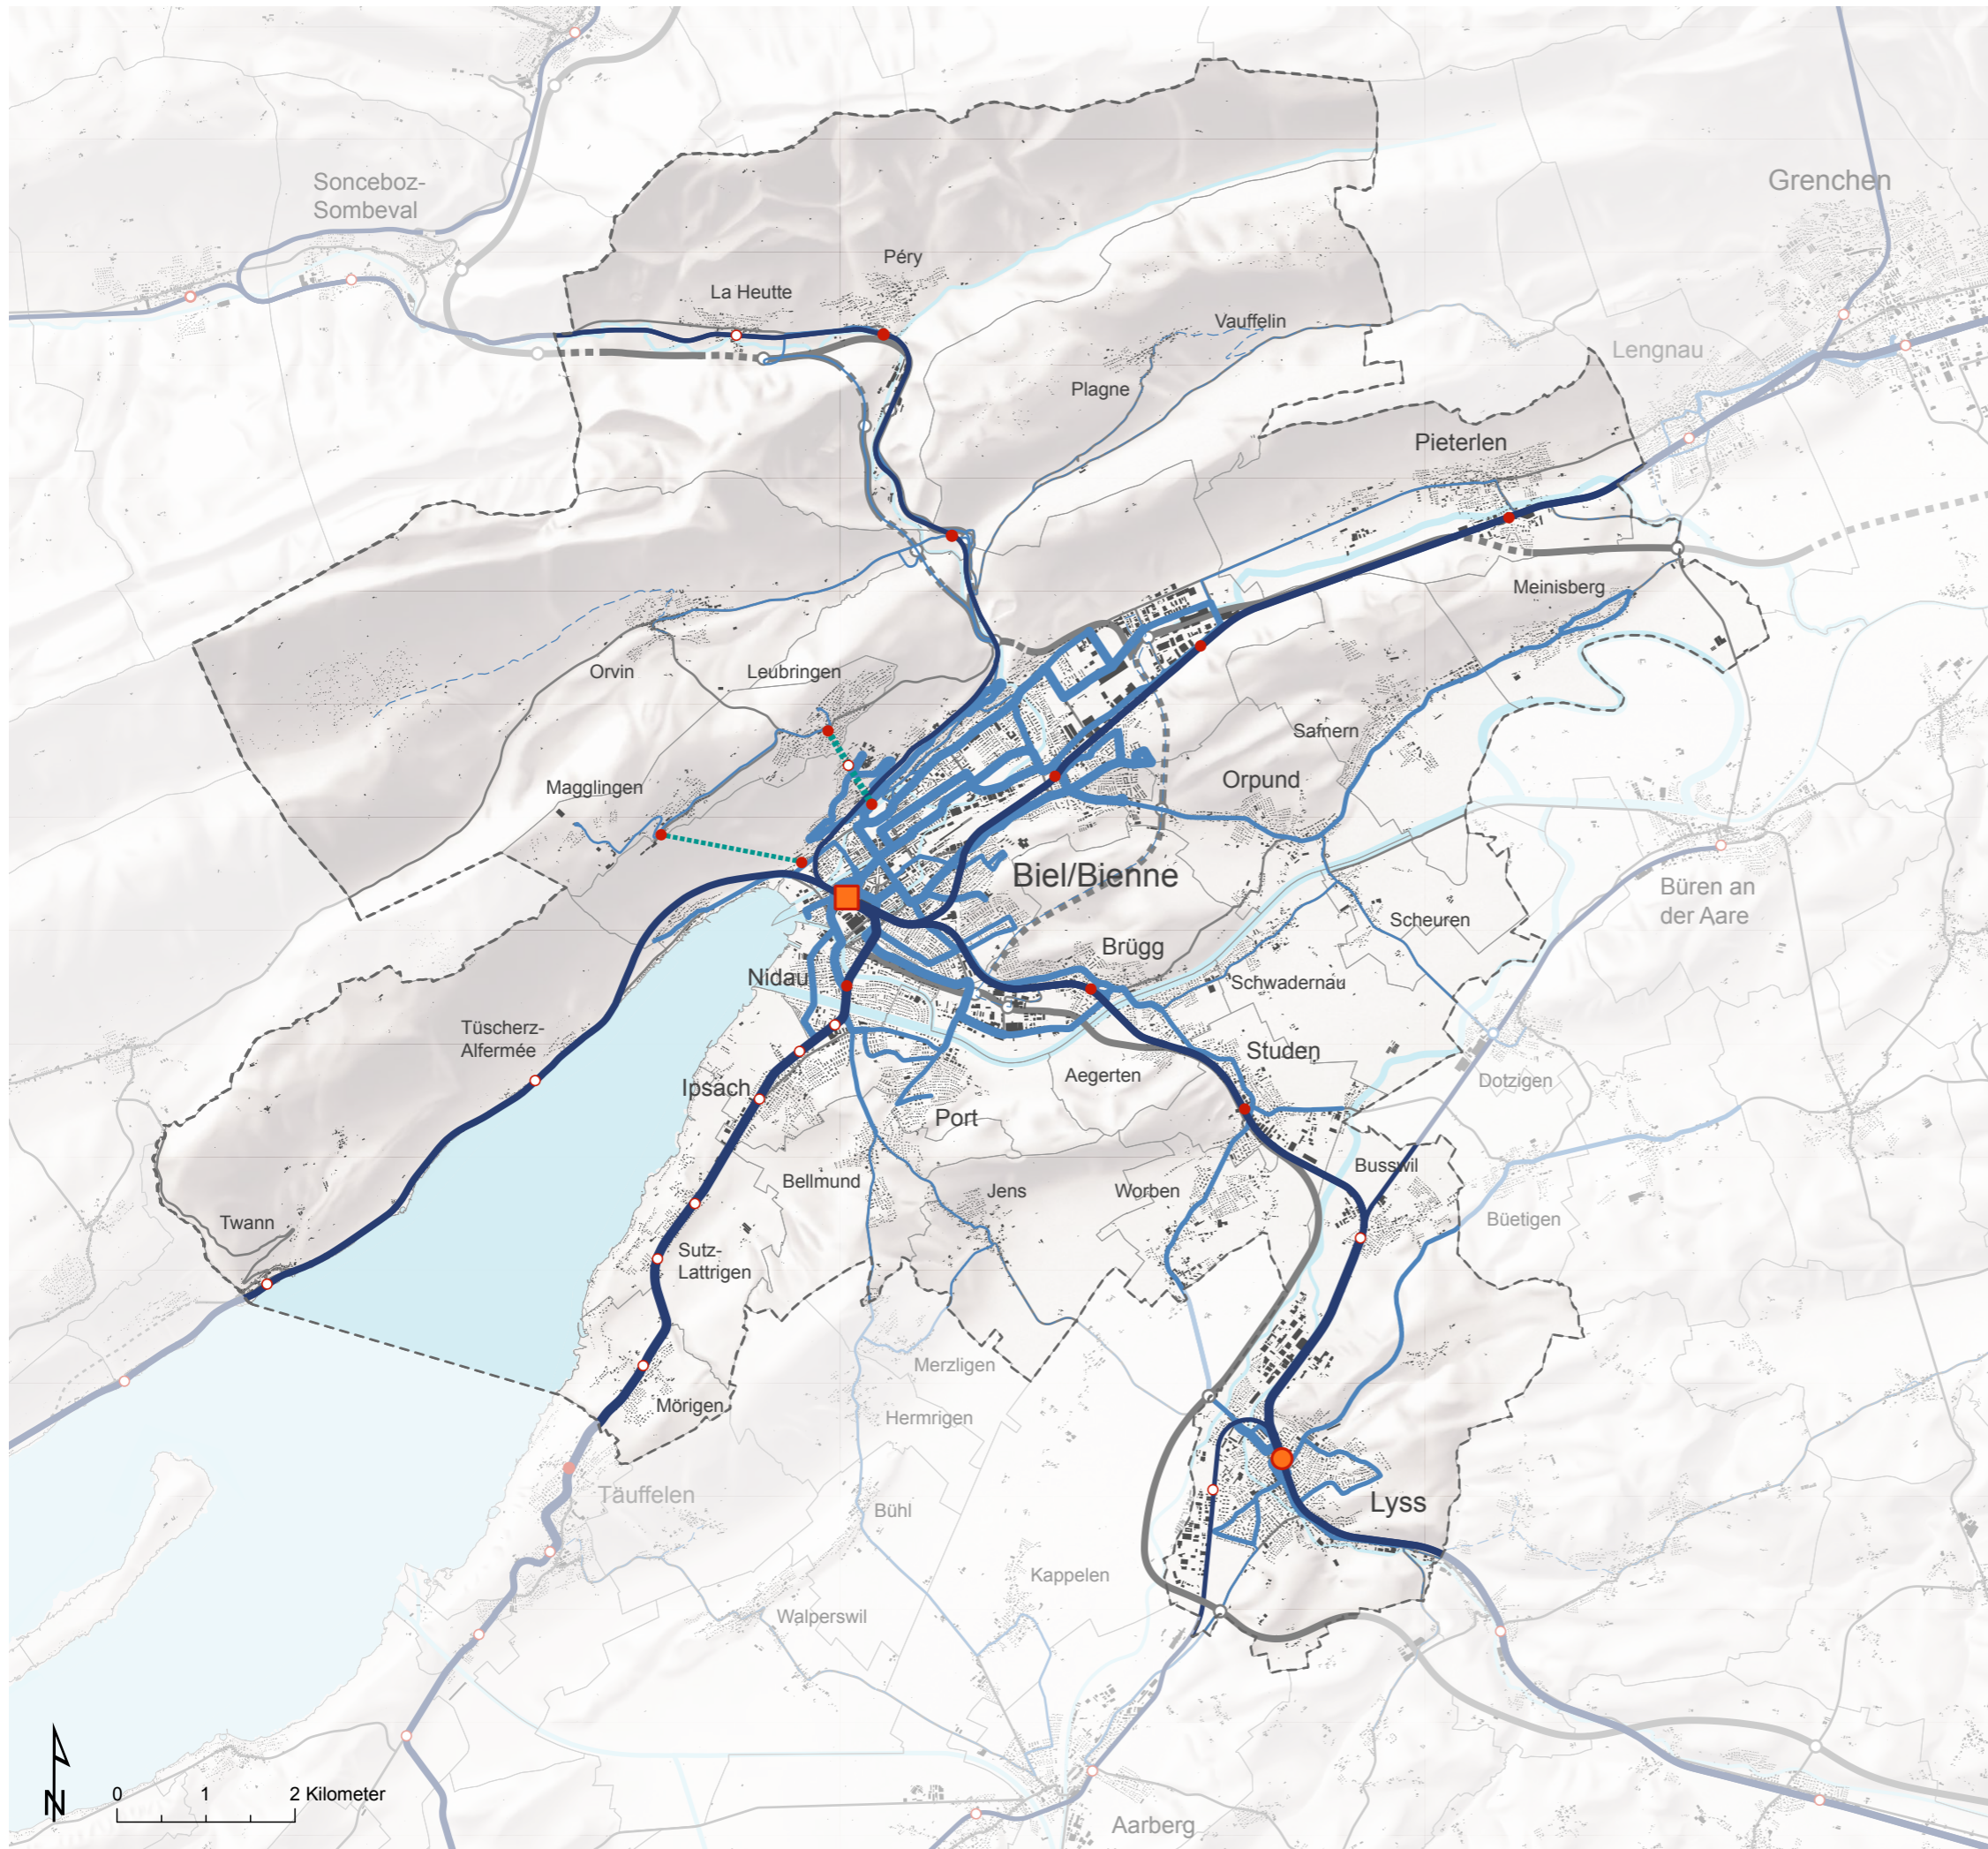 Grenchen
Sonceboz-
Sombeval
Péry
La Heutte
Vauffelin
Lengnau
Plagne
Pieterlen
Meinisberg
Orvin
Leubringen
Safnern
Orpund
Magglingen
Biel/Bienne
Büren an
der Aare
Scheuren
Brügg
Nidau
Schwadernau
Tüscherz-
Alfermée
Studen
Ipsach
Aegerten
Dotzigen
Port
Busswil
Bellmund
Jens
Worben
Twann
Büetigen
Sutz-
Lattrigen
Merzligen
Mörigen
Hermrigen
Täuffelen
Lyss
Bühl
Kappelen
Walperswil
N
0 1 2 Kilometer
Aarberg